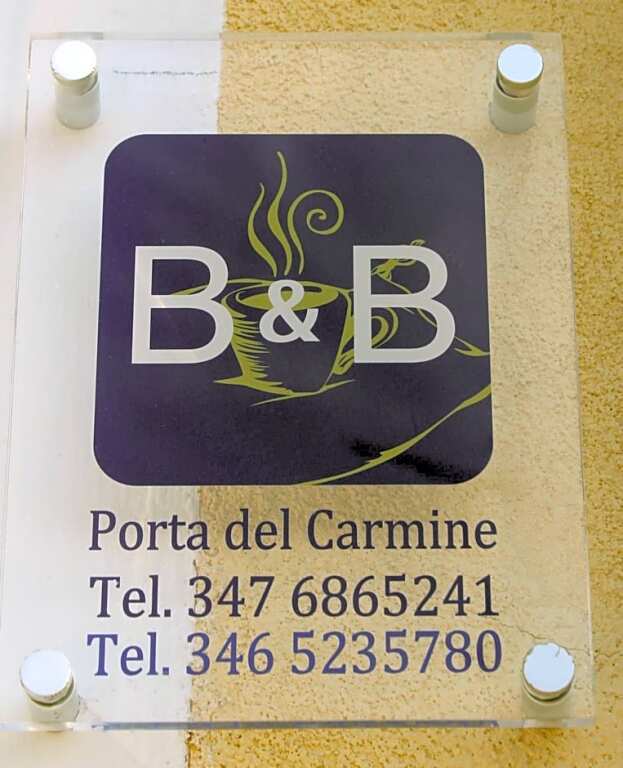 B & B
Porta del Carmine
Tel. 347 6865241
Tel. 346 5235780